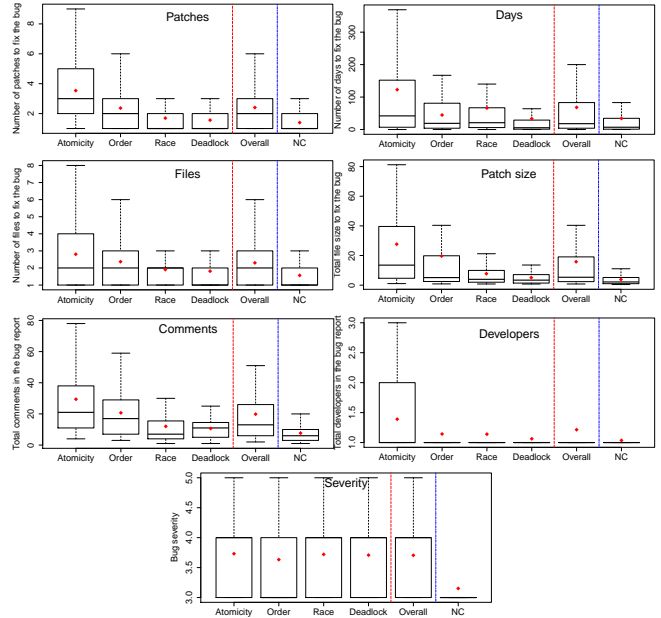 Patches
Number of patches to fix the bug
8
6
4
2
Atomicity Order Race Deadlock Overall NC
Days
Number of days to fix the bug
300
200
100
0
Atomicity Order Race Deadlock Overall NC
Files
Number of files to fix the bug
8
7
6
5
4
3
2
1
Atomicity Order Race Deadlock Overall NC
Patch size
Total file size to fix the bug
80
60
40
20
0
Atomicity Order Race Deadlock Overall NC
Comments
Total comments in the bug report
80
60
40
20
0
Atomicity Order Race Deadlock Overall NC
Developers
Total developers in the bug report
3.0
2.5
2.0
1.5
1.0
Atomicity Order Race Deadlock Overall NC
Severity
Bug severity
5.0
4.5
4.0
3.5
3.0
Atomicity Order Race Deadlock Overall NC